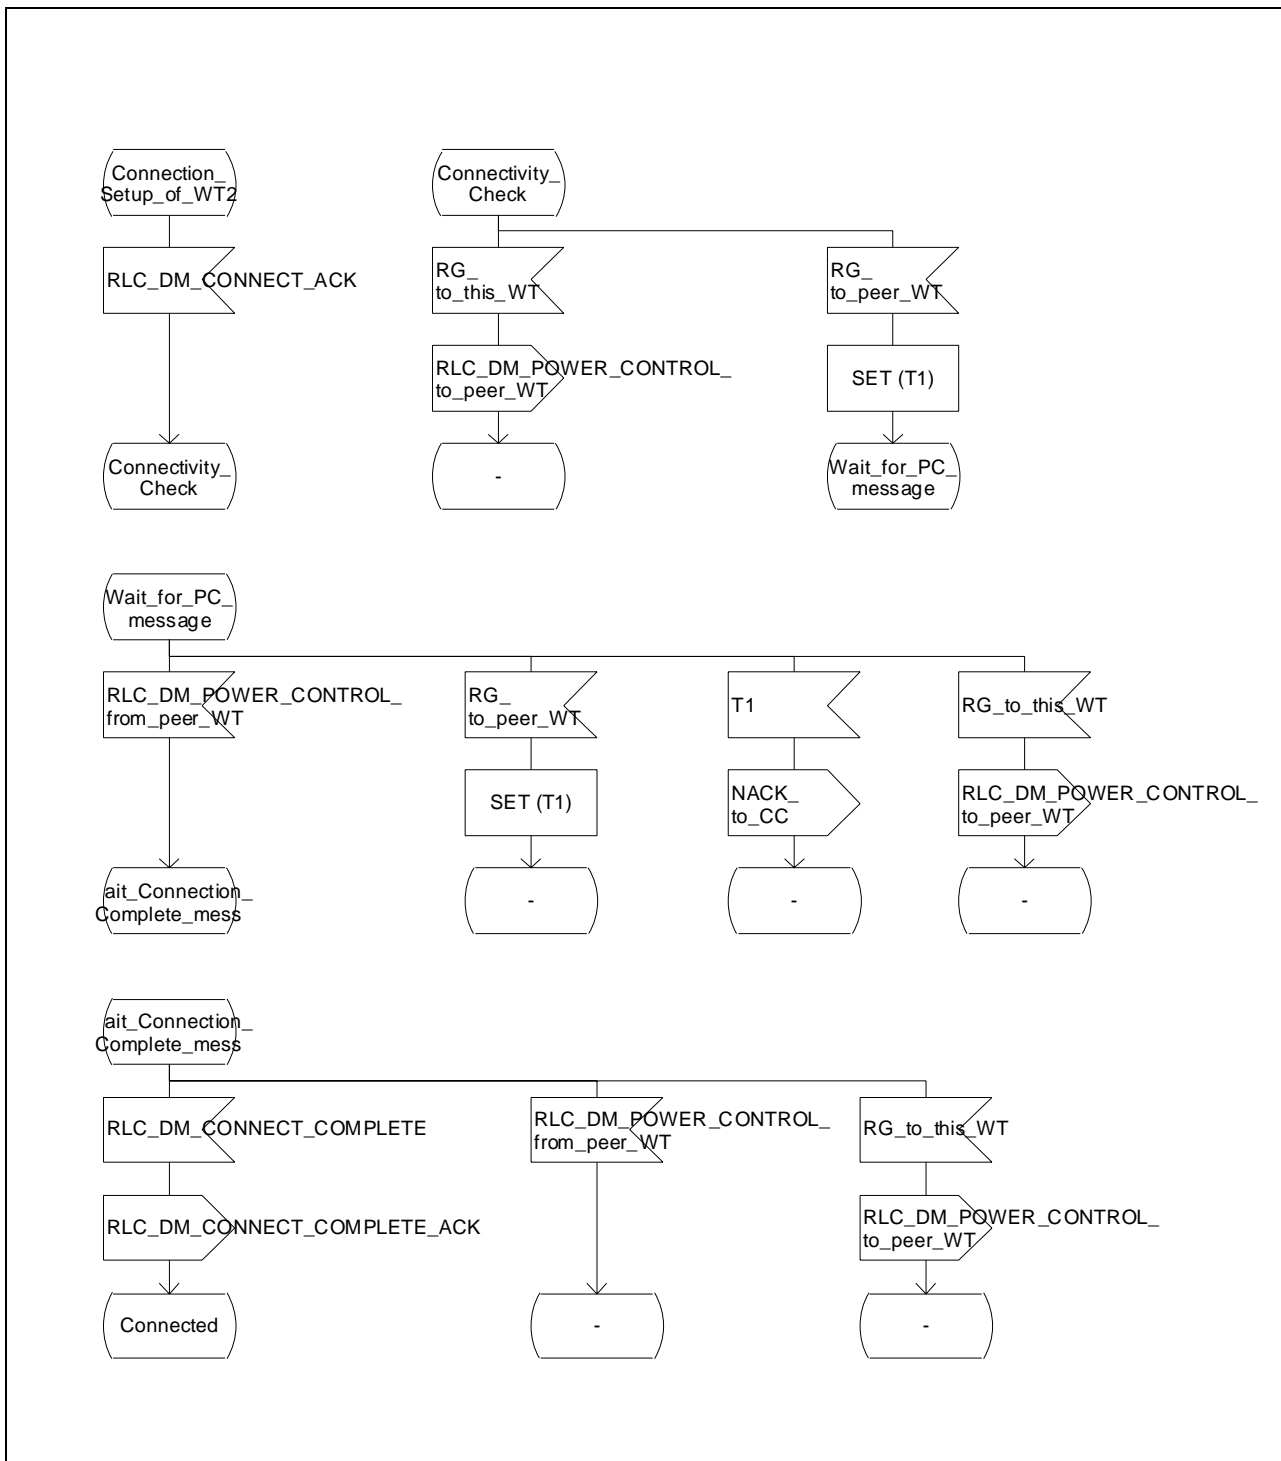 Connection_
Setup_of_WT2
Connectivity_
Check
RLC_DM_CONNECT_ACK
RG_
to_this_WT
RG_
to_peer_WT
RLC_DM_POWER_CONTROL_
to_peer_WT
SET (T1)
Connectivity_
Check
-
Wait_for_PC_
message
Wait_for_PC_
message
RLC_DM_POWER_CONTROL_
from_peer_WT
RG_
to_peer_WT
T1
RG_to_this_WT
SET (T1)
NACK_
to_CC
RLC_DM_POWER_CONTROL_
to_peer_WT
ait_Connection_
Complete_mess
-
-
-
ait_Connection_
Complete_mess
RLC_DM_CONNECT_COMPLETE
RLC_DM_POWER_CONTROL_
from_peer_WT
RG_to_this_WT
RLC_DM_CONNECT_COMPLETE_ACK
RLC_DM_POWER_CONTROL_
to_peer_WT
Connected
-
-